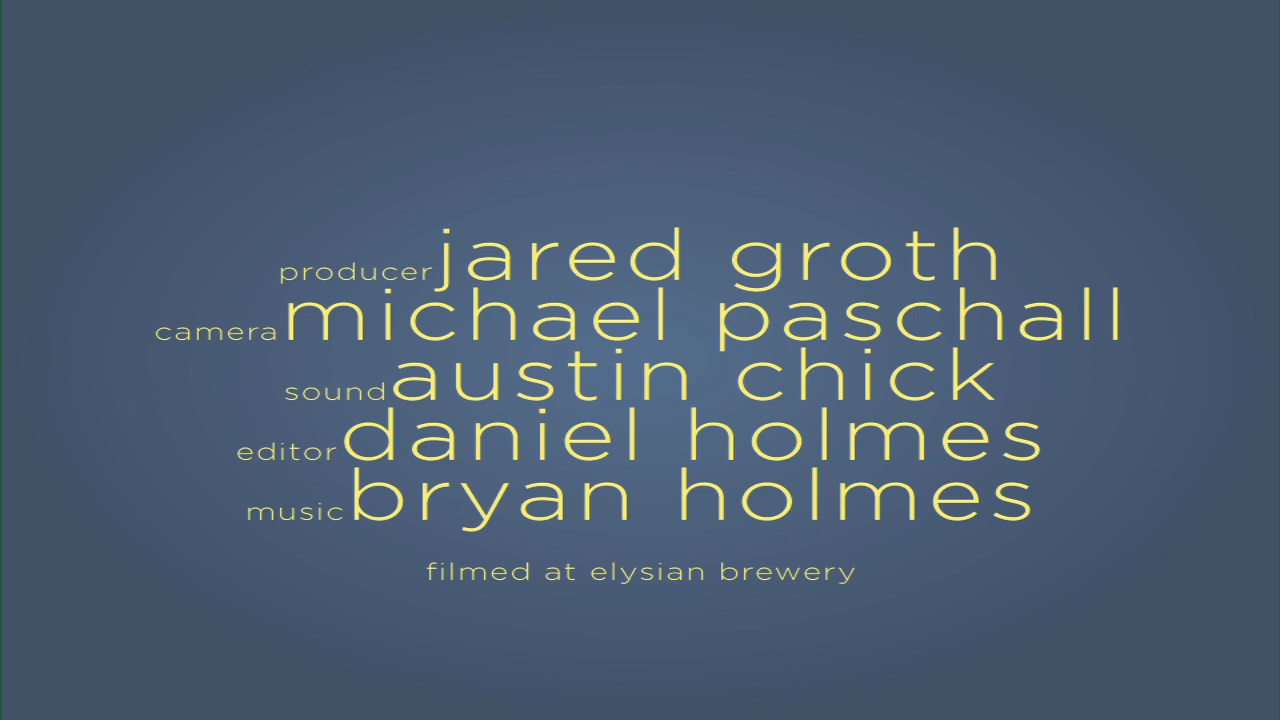 producer jared groth
camera michael paschall
sound austin chick
editor daniel holmes
music bryan holmes
filmed at elysian brewery